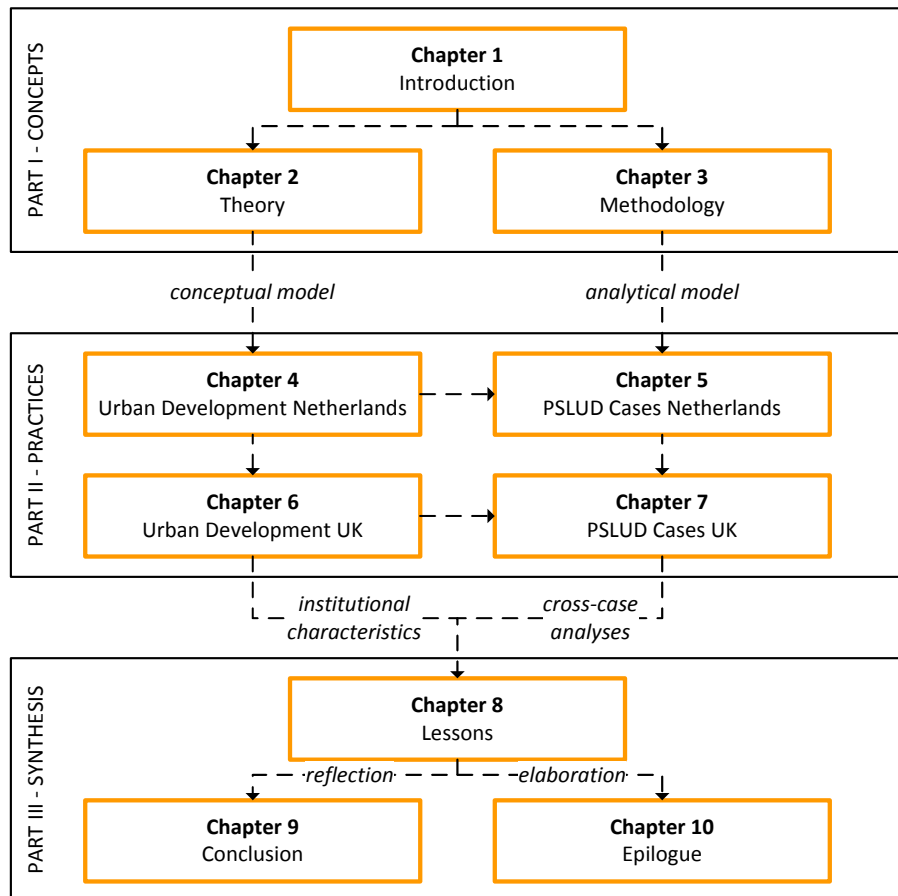 PART I - CONCEPTS
Chapter 1
Introduction
Chapter 2
Theory
Chapter 3
Methodology
conceptual model
analytical model
PART II - PRACTICES
Chapter 4
Urban Development Netherlands
Chapter 5
PSLUD Cases Netherlands
Chapter 6
Urban Development UK
Chapter 7
PSLUD Cases UK
institutional
characteristics
cross-case
analyses
PART III - SYNTHESIS
Chapter 8
Lessons
reflection
elaboration
Chapter 9
Conclusion
Chapter 10
Epilogue